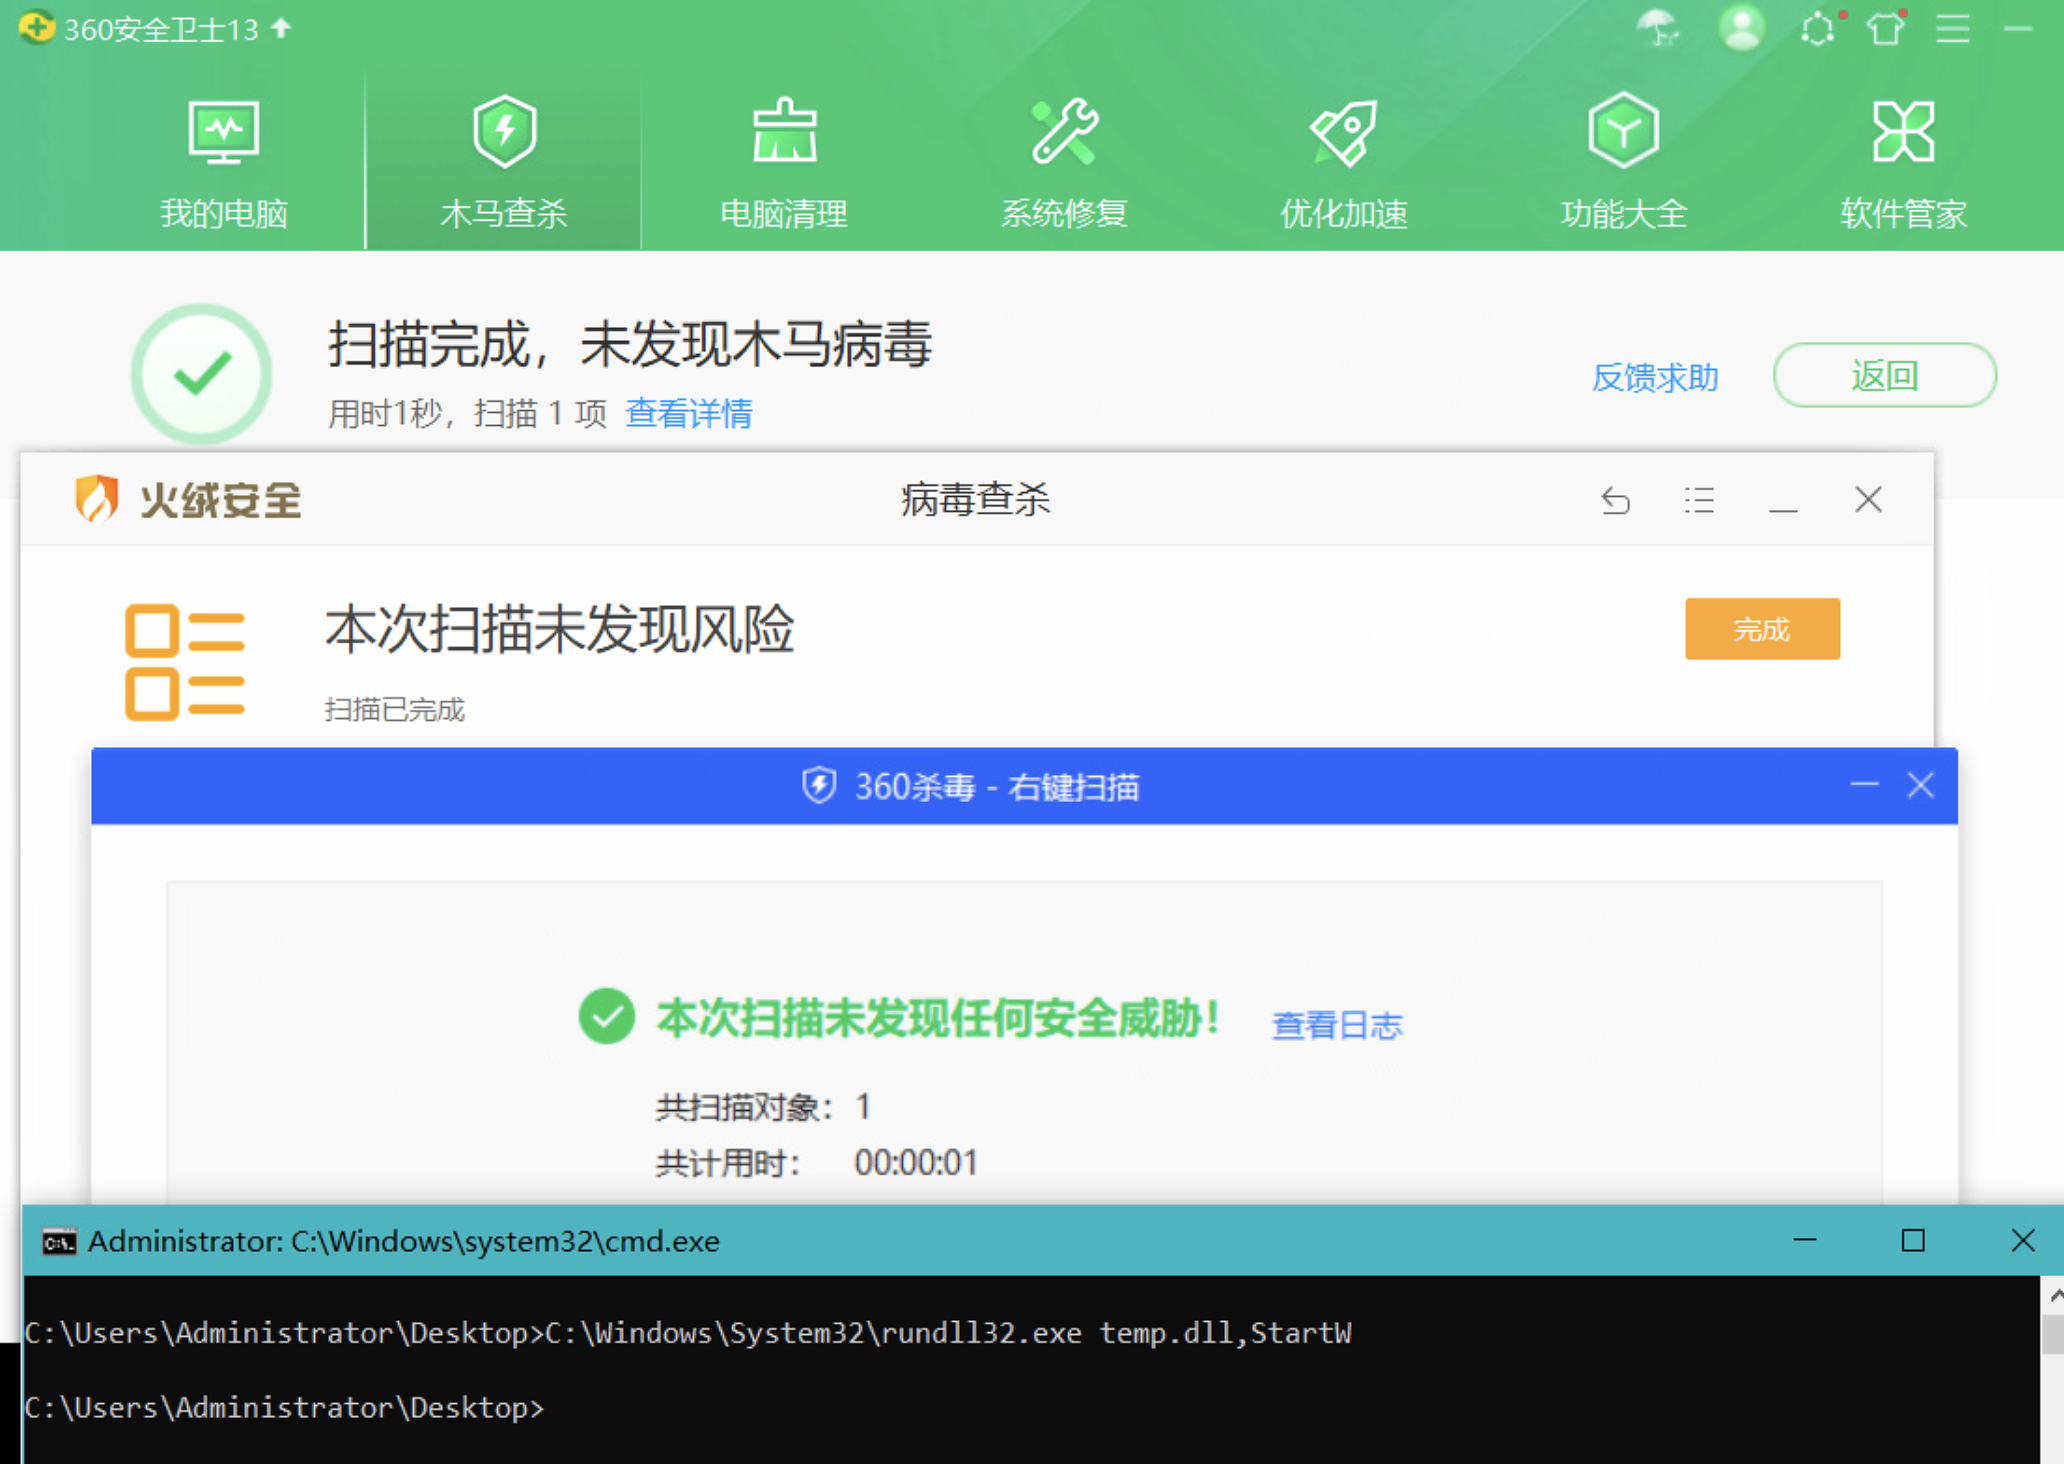 360安全卫士13
我的电脑
木马查杀
电脑清理
系统修复
优化加速
功能大全
软件管家
扫描完成，未发现木马病毒
用时1秒，扫描 1 项 查看详情
反馈求助
返回
火绒安全
病毒查杀
本次扫描未发现风险
完成
扫描已完成
360杀毒 - 右键扫描
本次扫描未发现任何安全威胁！ 查看日志
共扫描对象： 1
共计用时： 00:00:01
Administrator: C:\Windows\system32\cmd.exe
C:\Users\Administrator\Desktop>C:\Windows\System32\rundll32.exe temp.dll,StartW
C:\Users\Administrator\Desktop>